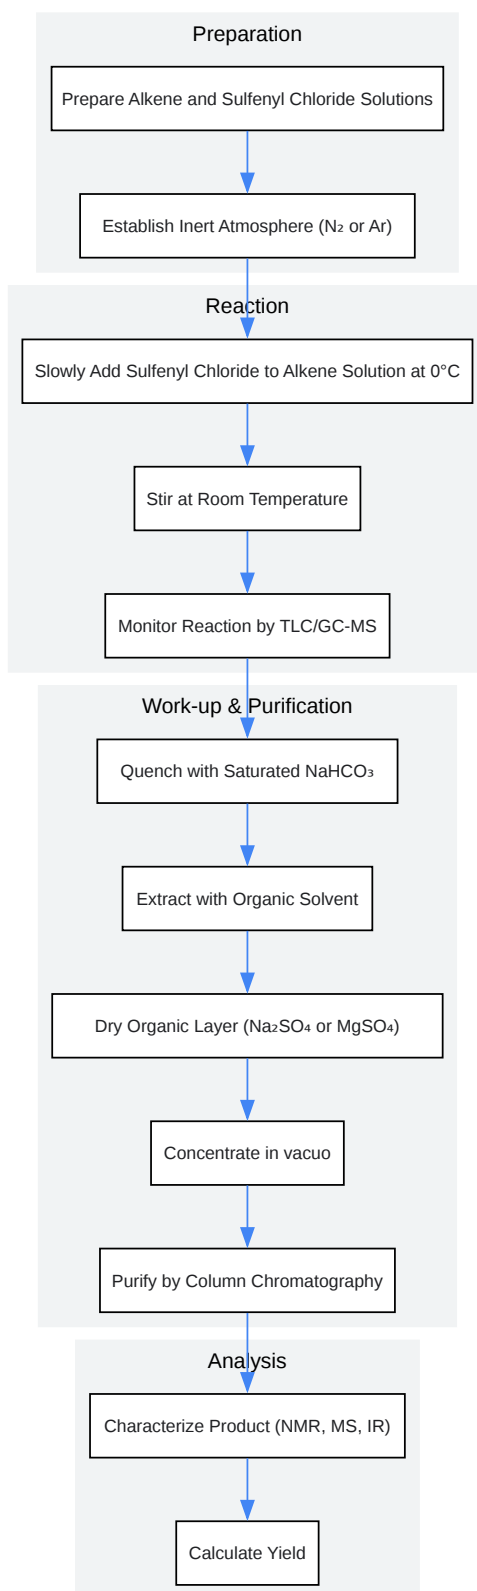 Preparation
Prepare Alkene and Sulfenyl Chloride Solutions
Establish Inert Atmosphere (N₂ or Ar)
Reaction
Slowly Add Sulfenyl Chloride to Alkene Solution at 0°C
Stir at Room Temperature
Monitor Reaction by TLC/GC-MS
Work-up & Purification
Quench with Saturated NaHCO₃
Extract with Organic Solvent
Dry Organic Layer (Na₂SO₄ or MgSO₄)
Concentrate in vacuo
Purify by Column Chromatography
Analysis
Characterize Product (NMR, MS, IR)
Calculate Yield